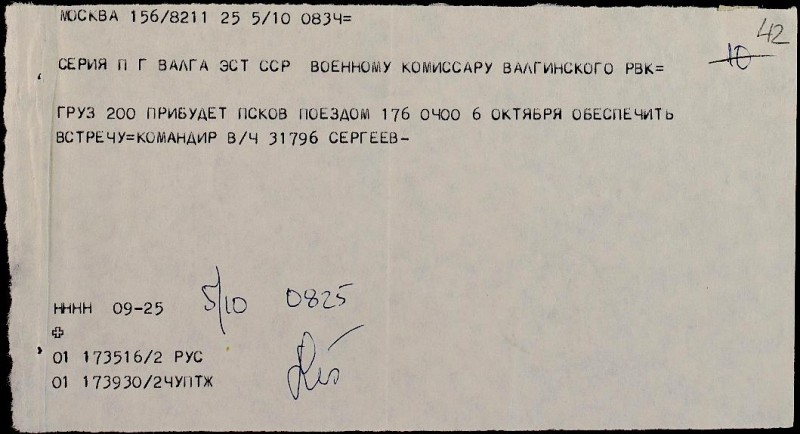 МОСКВА 156/8211 25 5/10 0834=
42
10
СЕРИЯ П Г ВАЛГА ЭСТ ССР ВОЕННОМУ КОМИССАРУ ВАЛГИНСКОГО РВК=
ГРУЗ 200 ПРИБУДЕТ ПСКОВ ПОЕЗДОМ 176 0Ч00 6 ОКТЯБРЯ ОБЕСПЕЧИТЬ
ВСТРЕЧУ=КОМАНДИР В/Ч 31796 СЕРГЕЕВ-
НННН 09-25 5/10 0825
01 173516/2 РУС
01 173930/2ЧУПТЖ